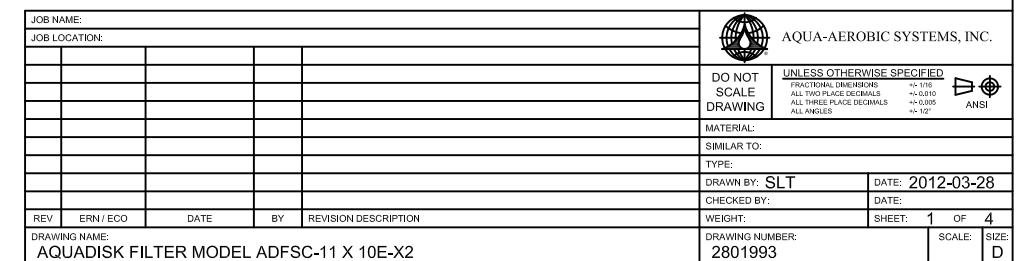 JOB NAME:
JOB LOCATION:
REV ERN / ECO DATE BY REVISION DESCRIPTION
DRAWING NAME:
AQUADISK FILTER MODEL ADFSC-11 X 10E-X2
AQUA-AEROBIC SYSTEMS, INC.
DO NOT
SCALE
DRAWING
UNLESS OTHERWISE SPECIFIED
FRACTIONAL DIMENSIONS +/- 1/16
ALL TWO PLACE DECIMALS +/- 0.010
ALL THREE PLACE DECIMALS +/- 0.005
ALL ANGLES +/- 1/2°
ANSI
MATERIAL:
SIMILAR TO:
TYPE:
DRAWN BY: SLT DATE: 2012-03-28
CHECKED BY: DATE:
WEIGHT: SHEET: 1 OF 4
DRAWING NUMBER: SCALE: SIZE:
2801993 D